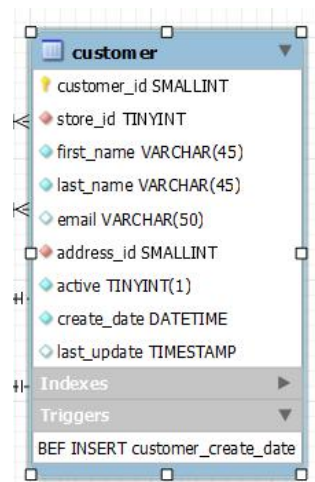 customer
customer_id SMALLINT
store_id TINYINT
first_name VARCHAR(45)
last_name VARCHAR(45)
email VARCHAR(50)
address_id SMALLINT
active TINYINT(1)
create_date DATETIME
last_update TIMESTAMP
Indexes
Triggers
BEF INSERT customer_create_date